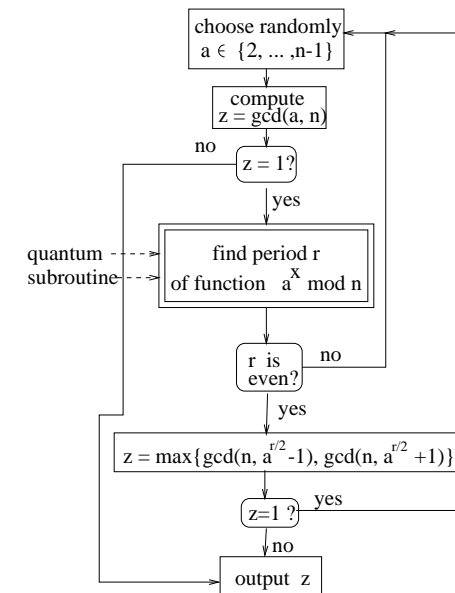 choose randomly
a ∈ {2, ... ,n-1}
compute
z = gcd(a, n)
no
z = 1?
yes
quantum
subroutine
find period r
of function a^x mod n
r is
even?
no
yes
z = max{gcd(n, a^r/2 -1), gcd(n, a^r/2 +1)}
z=1 ?
yes
no
output z